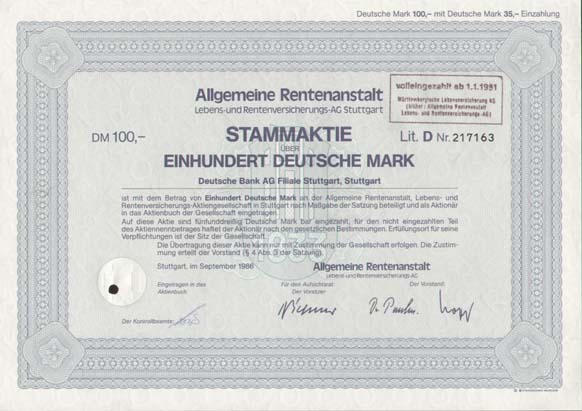 Deutsche Mark 100,– mit Deutsche Mark 35,– Einzahlung
volleingezahlt ab 1.1.1991
Württembergische Lebensversicherung AG
(bisher: Allgemeine Rentenanstalt
Lebens- und Rentenversicherungs-AG)
Allgemeine Rentenanstalt
Lebens-und Rentenversicherungs-AG Stuttgart
DM 100,–
STAMMAKTIE
Lit. D Nr. 217163
ÜBER
EINHUNDERT DEUTSCHE MARK
Deutsche Bank AG Filiale Stuttgart, Stuttgart
ist mit dem Betrag von Einhundert Deutsche Mark an der Allgemeine Rentenanstalt, Lebens- und
Rentenversicherungs-Aktiengesellschaft in Stuttgart nach Maßgabe der Satzung beteiligt und als Aktionär
in das Aktienbuch der Gesellschaft eingetragen.
Auf diese Aktie sind fünfunddreißig Deutsche Mark bar eingezahlt, für den nicht eingezahlten Teil
des Aktiennennbetrages haftet der Aktionär nach den gesetzlichen Bestimmungen. Erfüllungsort für seine
Verpflichtungen ist der Sitz der Gesellschaft.
Die Übertragung dieser Aktie kann nur mit Zustimmung der Gesellschaft erfolgen. Die Zustim-
mung erteilt der Vorstand (§ 4 Abs. 3 der Satzung).
Stuttgart, im September 1986
Allgemeine Rentenanstalt
Lebens-und Rentenversicherungs-AG
Eingetragen in das
Aktienbuch
Für den Aufsichtsrat:
Der Vorsitzer
Der Vorstand:
Der Kontrollbeamte: